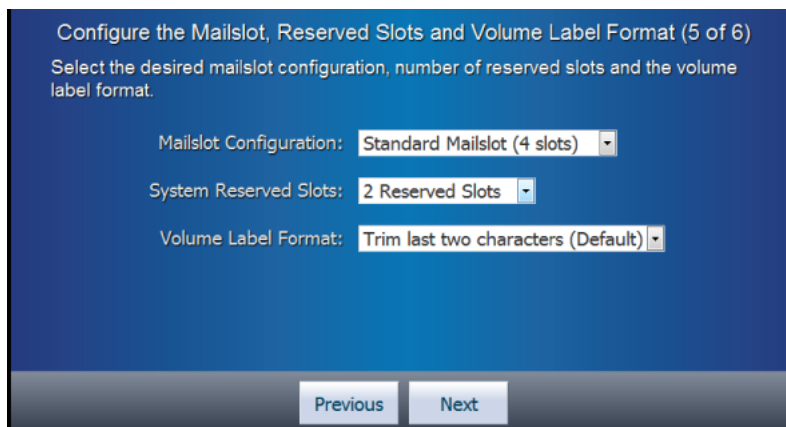 Configure the Mailslot, Reserved Slots and Volume Label Format (5 of 6)
Select the desired mailslot configuration, number of reserved slots and the volume
label format.
Mailslot Configuration: Standard Mailslot (4 slots)
System Reserved Slots: 2 Reserved Slots
Volume Label Format: Trim last two characters (Default)
Previous Next